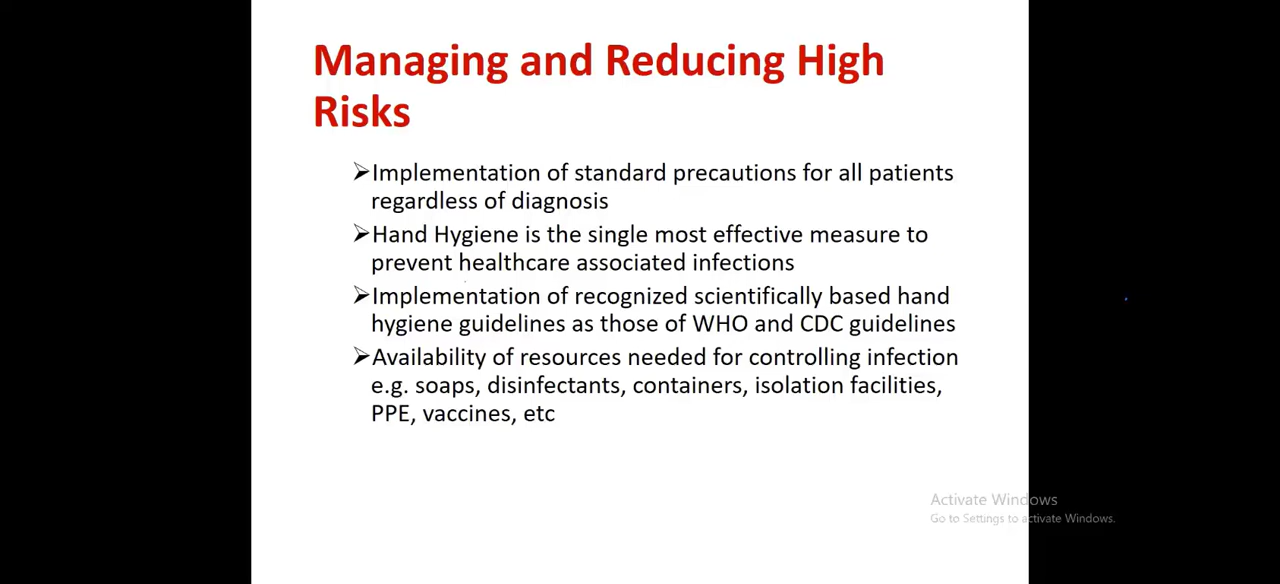 Managing and Reducing High
Risks
➢Implementation of standard precautions for all patients
regardless of diagnosis
➢Hand Hygiene is the single most effective measure to
prevent healthcare associated infections
➢Implementation of recognized scientifically based hand
hygiene guidelines as those of WHO and CDC guidelines
➢Availability of resources needed for controlling infection
e.g. soaps, disinfectants, containers, isolation facilities,
PPE, vaccines, etc
Activate Windows
Go to Settings to activate Windows.